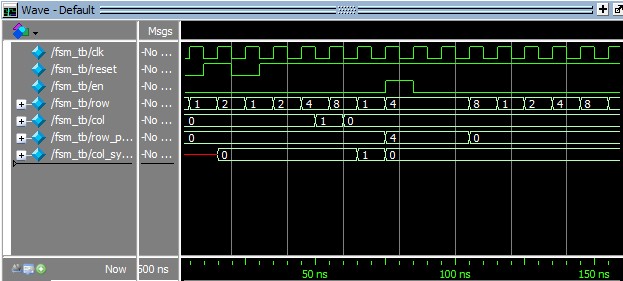 Wave - Default
Msgs
/fsm_tb/clk -No ...
/fsm_tb/reset -No ...
/fsm_tb/en -No ...
/fsm_tb/row -No ... 1 2 1 2 4 8 1 4 8 1 2 4 8
/fsm_tb/col -No ... 0 1 0
/fsm_tb/row_p... -No ... 0 4 0
/fsm_tb/col_sy... -No ... 0 1 0
Now 500 ns 50 ns 100 ns 150 ns